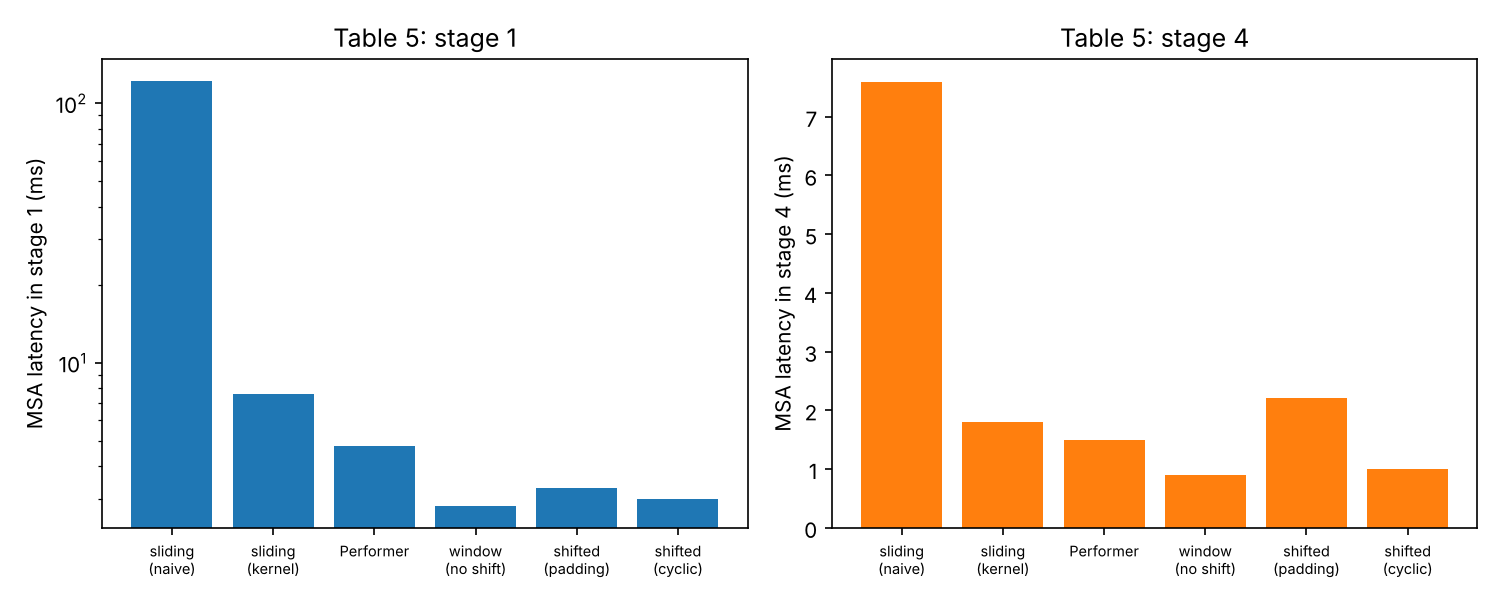 Table 5: stage 1
MSA latency in stage 1 (ms)
10²
10¹
sliding
(naive)
sliding
(kernel)
Performer
window
(no shift)
shifted
(padding)
shifted
(cyclic)
Table 5: stage 4
MSA latency in stage 4 (ms)
7
6
5
4
3
2
1
0
sliding
(naive)
sliding
(kernel)
Performer
window
(no shift)
shifted
(padding)
shifted
(cyclic)